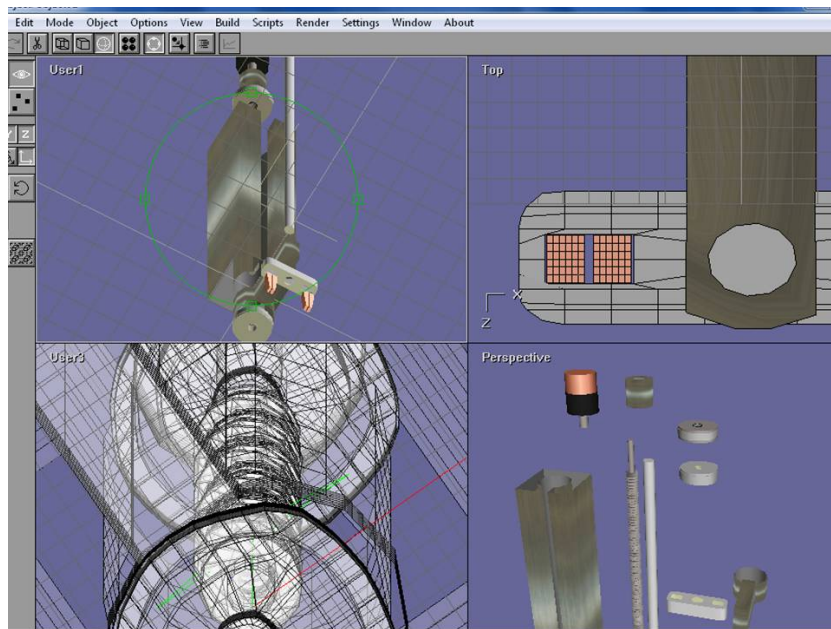 Edit Mode Object Options View Build Scripts Render Settings Window About
User1
Top
Y Z
X
Z
User3
Perspective